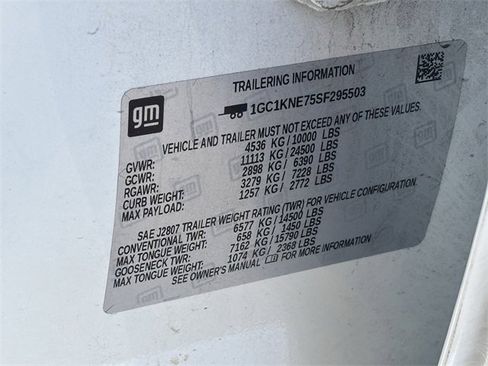 gm
TRAILERING INFORMATION
1GC1KNE75SF295503
VEHICLE AND TRAILER MUST NOT EXCEED ANY OF THESE VALUES
GVWR: 4536 KG / 10000 LBS
GCWR: 11113 KG / 24500 LBS
RGAWR: 2898 KG / 6390 LBS
CURB WEIGHT: 3279 KG / 7228 LBS
MAX PAYLOAD: 1257 KG / 2772 LBS
SAE J2807 TRAILER WEIGHT RATING (TWR) FOR VEHICLE CONFIGURATION.
CONVENTIONAL TWR: 6577 KG / 14500 LBS
MAX TONGUE WEIGHT: 658 KG / 1450 LBS
GOOSENECK TWR: 7162 KG / 15790 LBS
MAX TONGUE WEIGHT: 1074 KG / 2368 LBS
SEE OWNER'S MANUAL FOR MORE INFORMATION